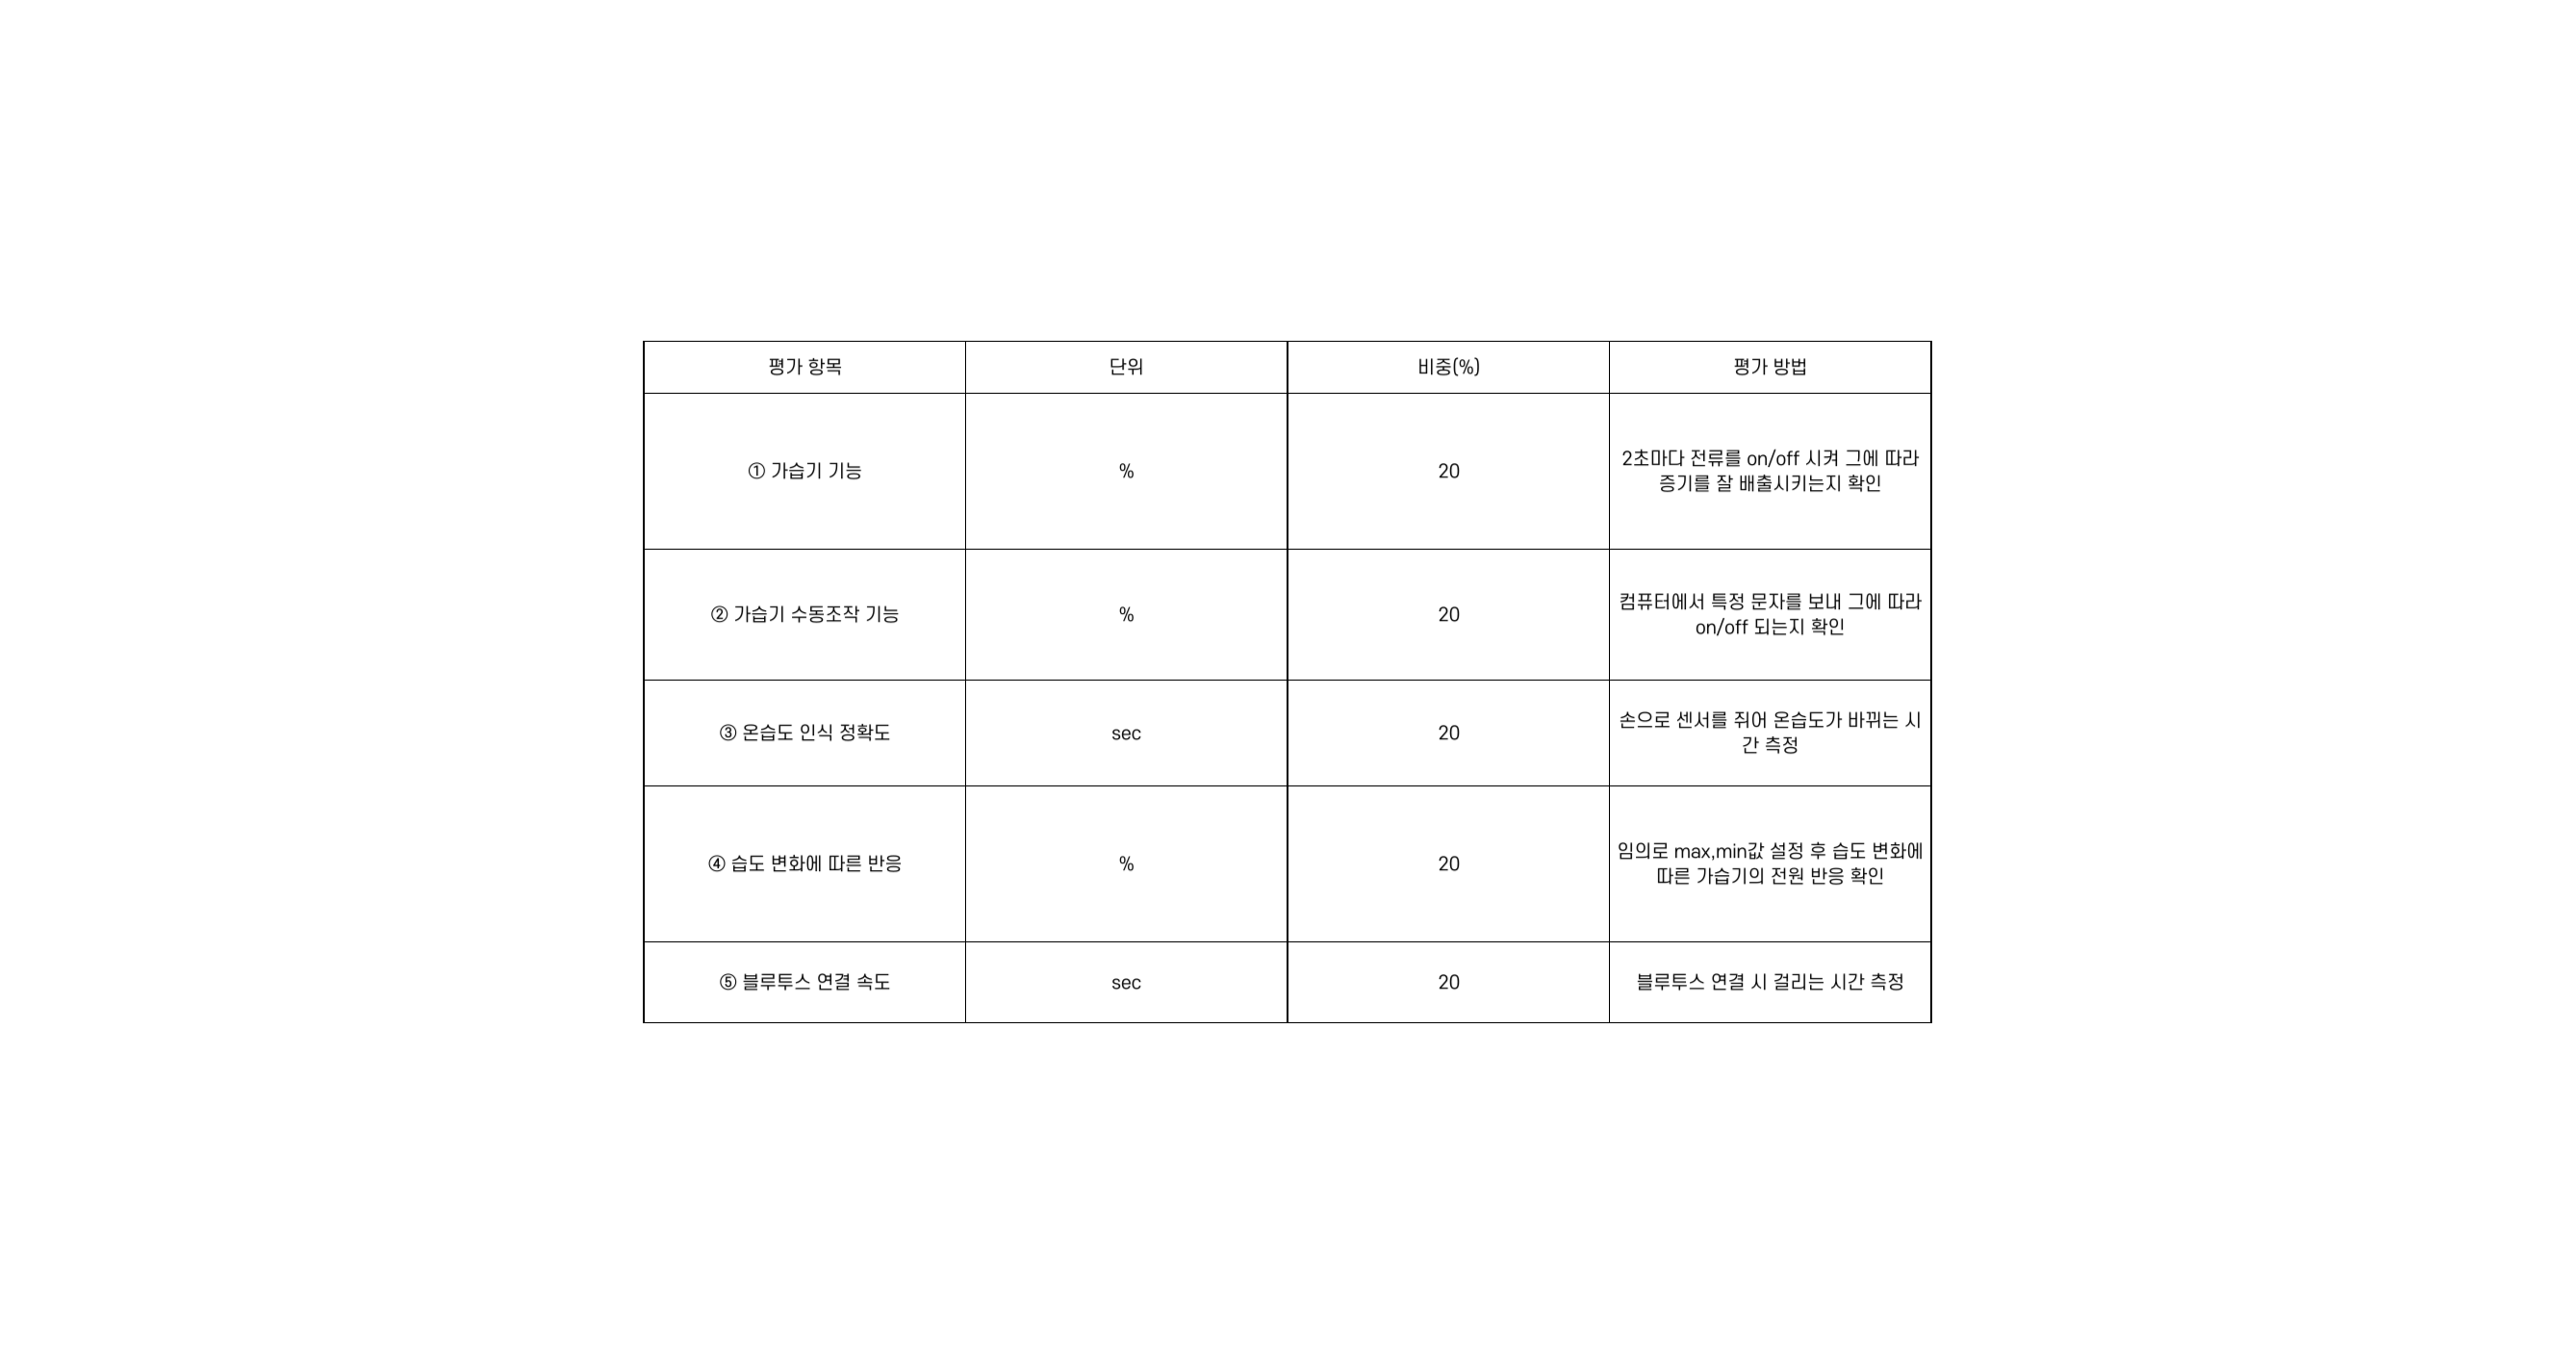 평가 항목
단위
비중(%)
평가 방법
① 가습기 기능
%
20
2초마다 전류를 on/off 시켜 그에 따라
증기를 잘 배출시키는지 확인
② 가습기 수동조작 기능
%
20
컴퓨터에서 특정 문자를 보내 그에 따라
on/off 되는지 확인
③ 온습도 인식 정확도
sec
20
손으로 센서를 쥐어 온습도가 바뀌는 시
간 측정
④ 습도 변화에 따른 반응
%
20
임의로 max,min값 설정 후 습도 변화에
따른 가습기의 전원 반응 확인
⑤ 블루투스 연결 속도
sec
20
블루투스 연결 시 걸리는 시간 측정